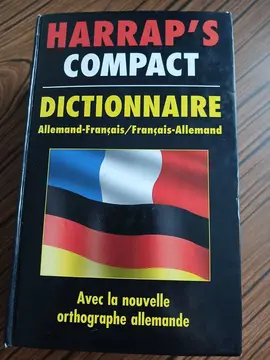 HARRAP'S
COMPACT
DICTIONNAIRE
Allemand-Français/Français-Allemand
Avec la nouvelle
orthographe allemande